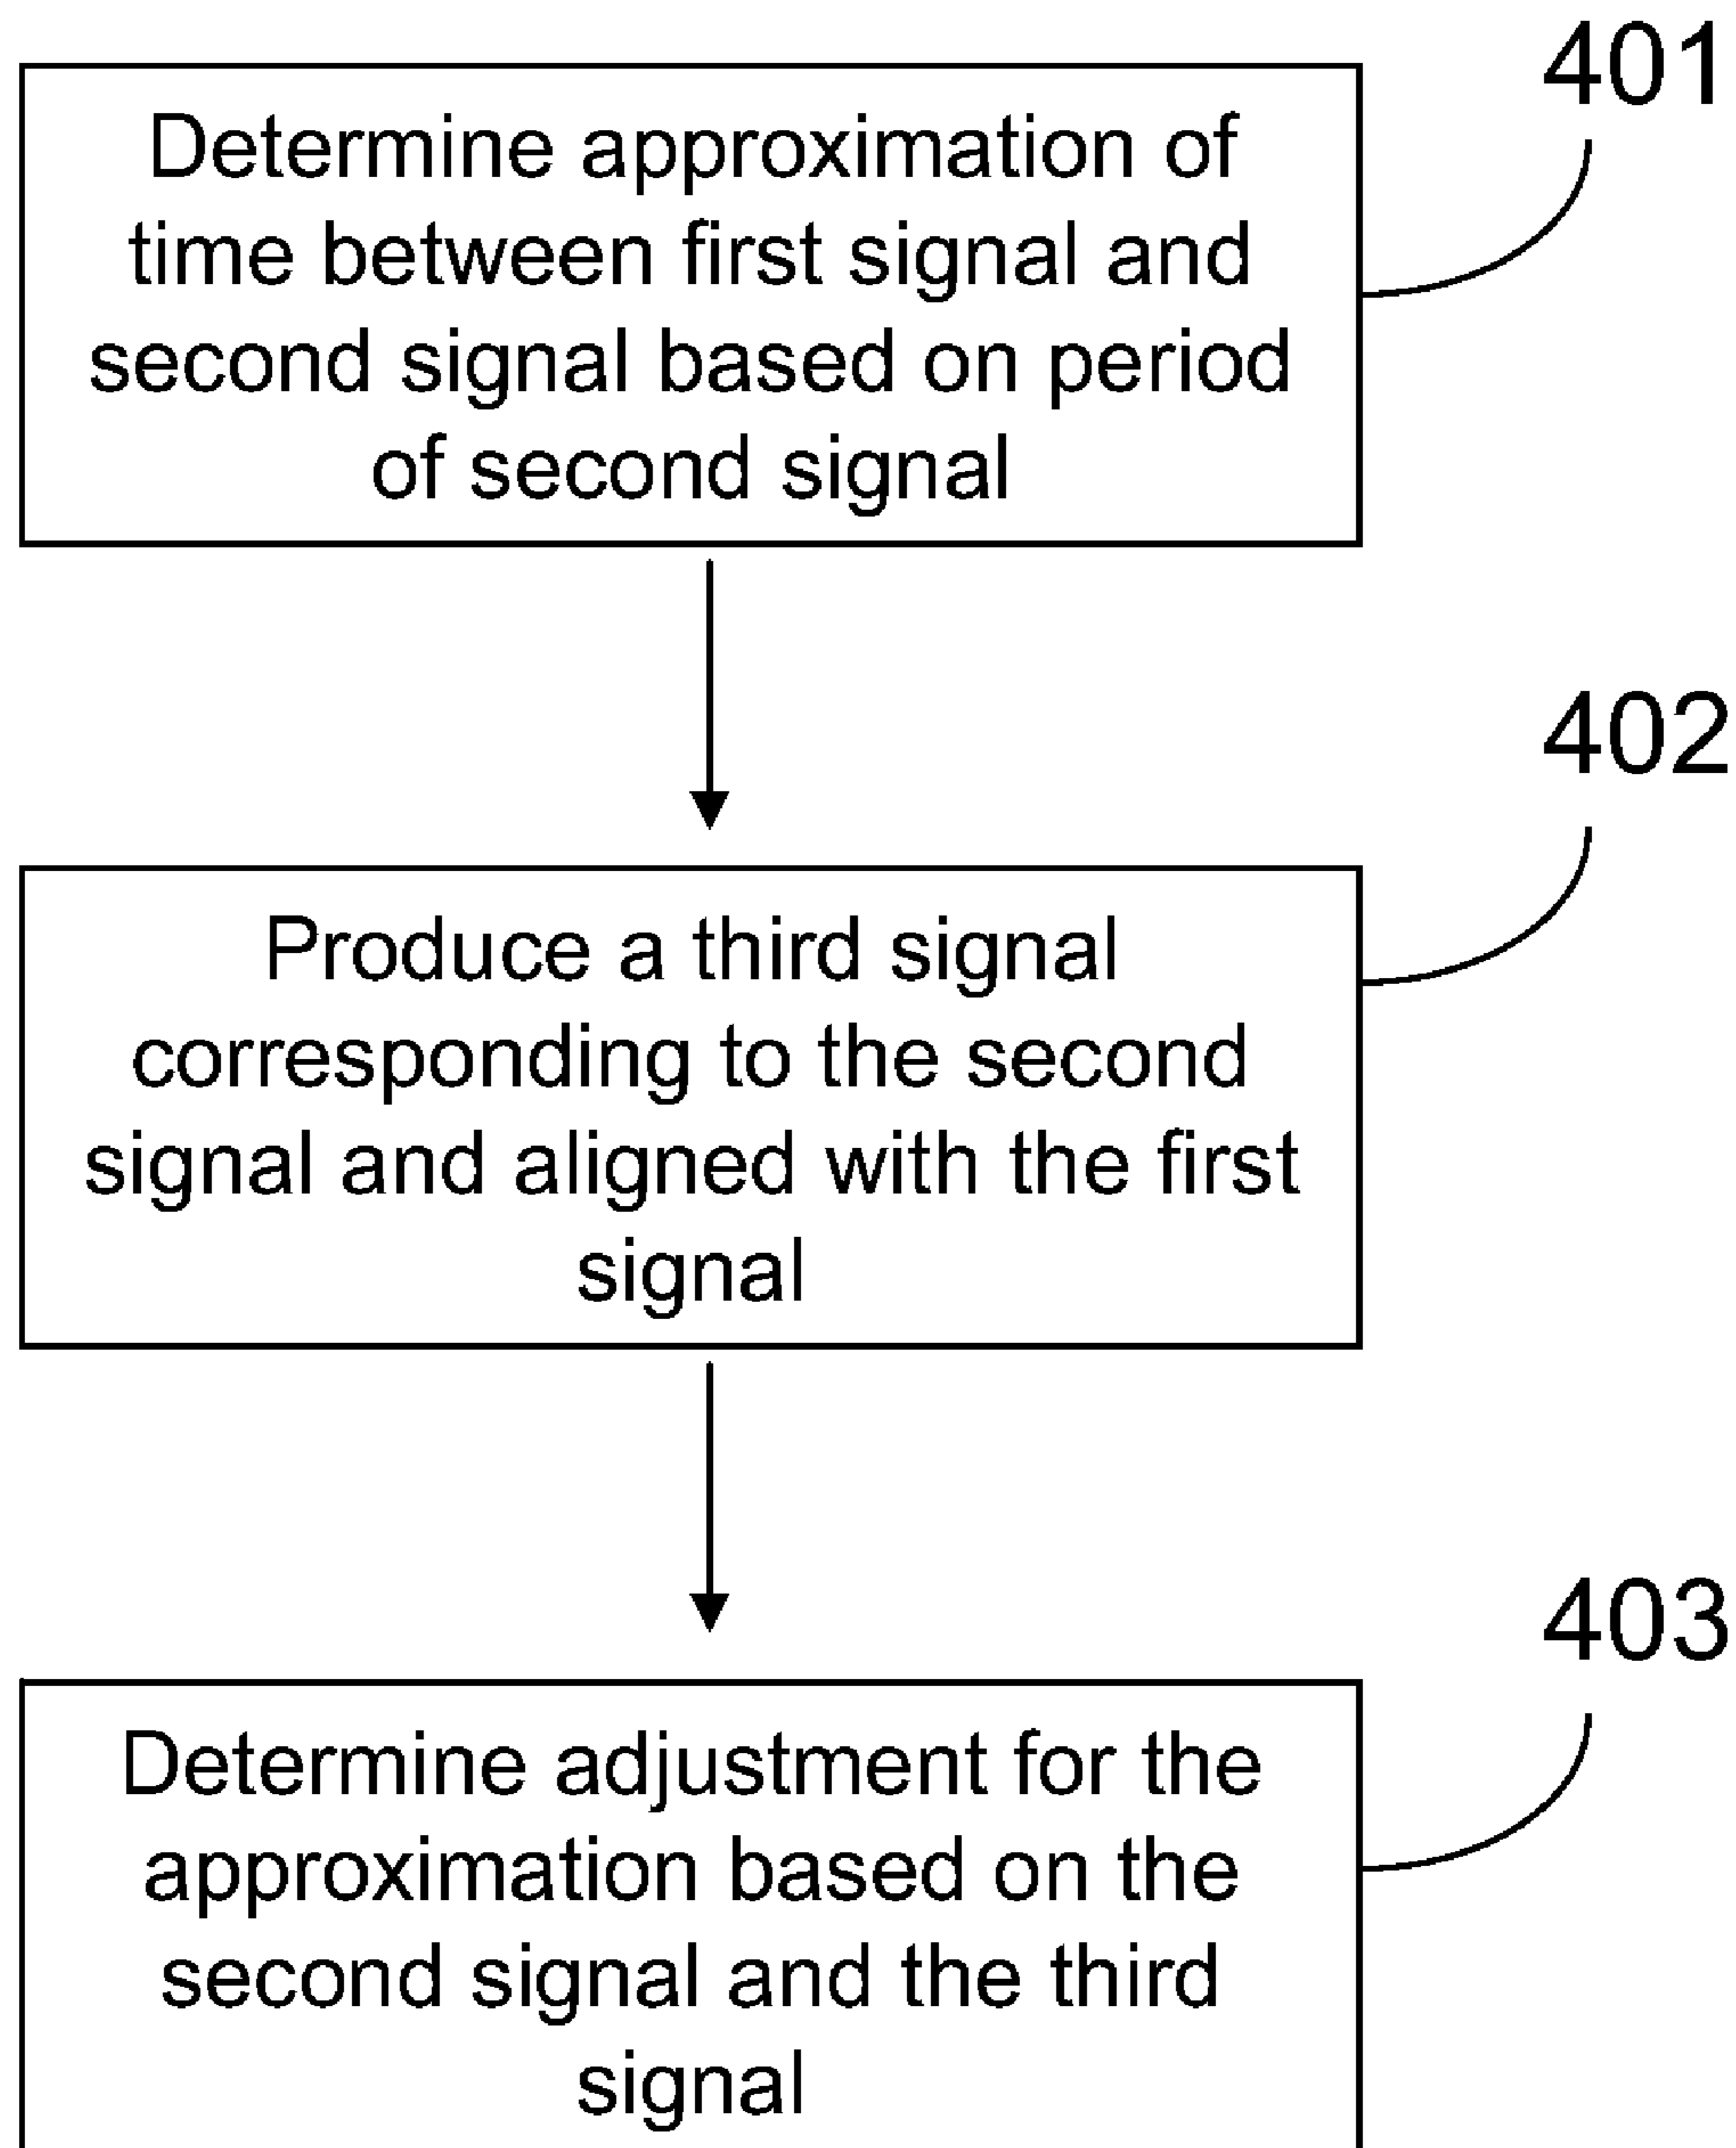 401
Determine approximation of
time between first signal and
second signal based on period
of second signal
402
Produce a third signal
corresponding to the second
signal and aligned with the first
signal
403
Determine adjustment for the
approximation based on the
second signal and the third
signal